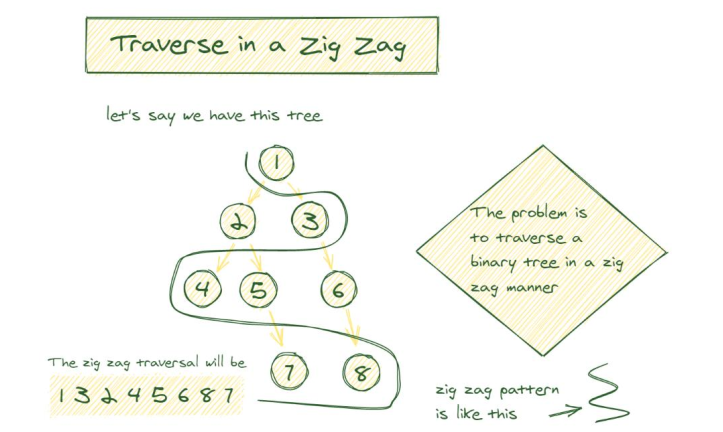 Traverse in a Zig Zag
let's say we have this tree
1
2 3
4 5 6
7 8
The problem is
to traverse a
binary tree in a zig
zag manner
The zig zag traversal will be
1 3 2 4 5 6 8 7
zig zag pattern
is like this